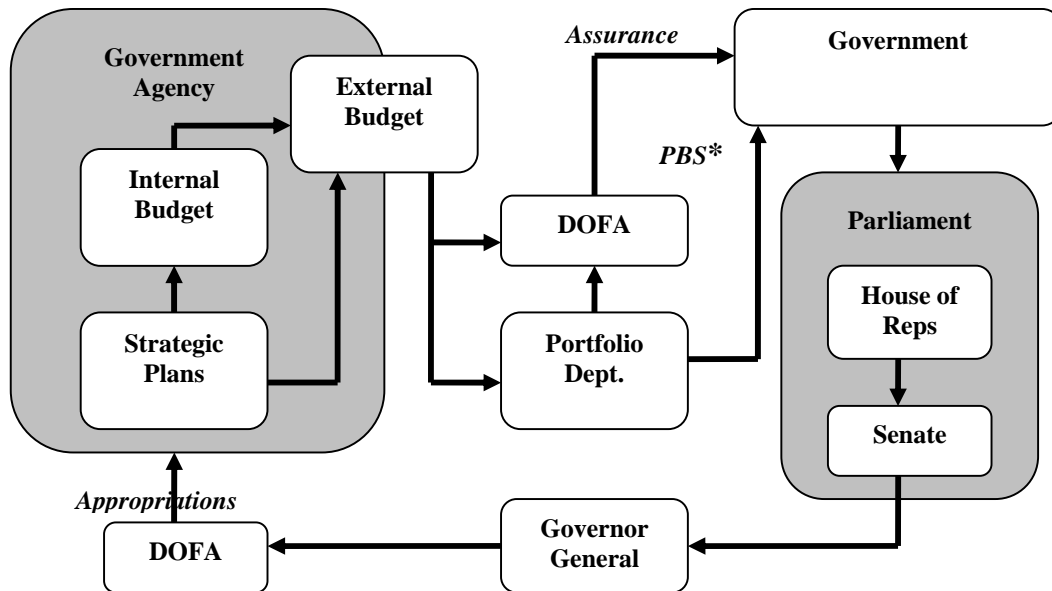 Government
Agency
External
Budget
Internal
Budget
Strategic
Plans
Assurance
PBS*
DOFA
Portfolio
Dept.
Government
Parliament
House of
Reps
Senate
Governor
General
Appropriations
DOFA